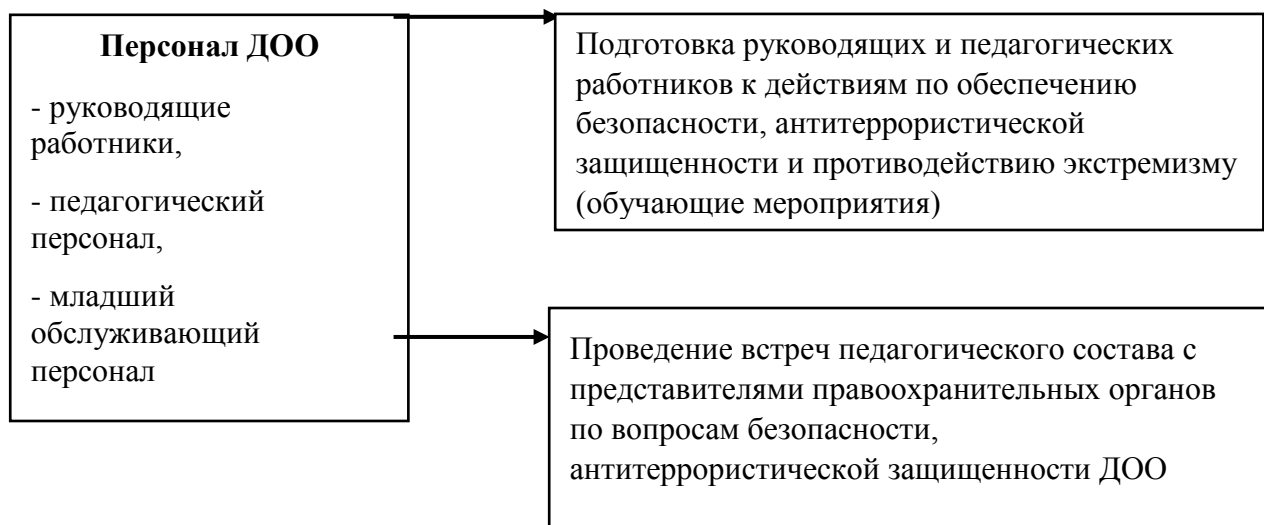 Персонал ДОО
- руководящие
работники,
- педагогический
персонал,
- младший
обслуживающий
персонал
Подготовка руководящих и педагогических
работников к действиям по обеспечению
безопасности, антитеррористической
защищенности и противодействию экстремизму
(обучающие мероприятия)
Проведение встреч педагогического состава с
представителями правоохранительных органов
по вопросам безопасности,
антитеррористической защищенности ДОО